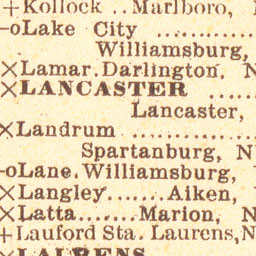 +Kollock..Marlboro,
-oLake City ..........
Williamsburg,
×Lamar.Darlington, N
×LANCASTER .....
Lancaster,
×Landrum ..............
Spartanburg, N
-oLane.Williamsburg,
×Langley.......Aiken,
×Latta.......Marion, N
+Lauford Sta. Laurens,N
×LAURENS